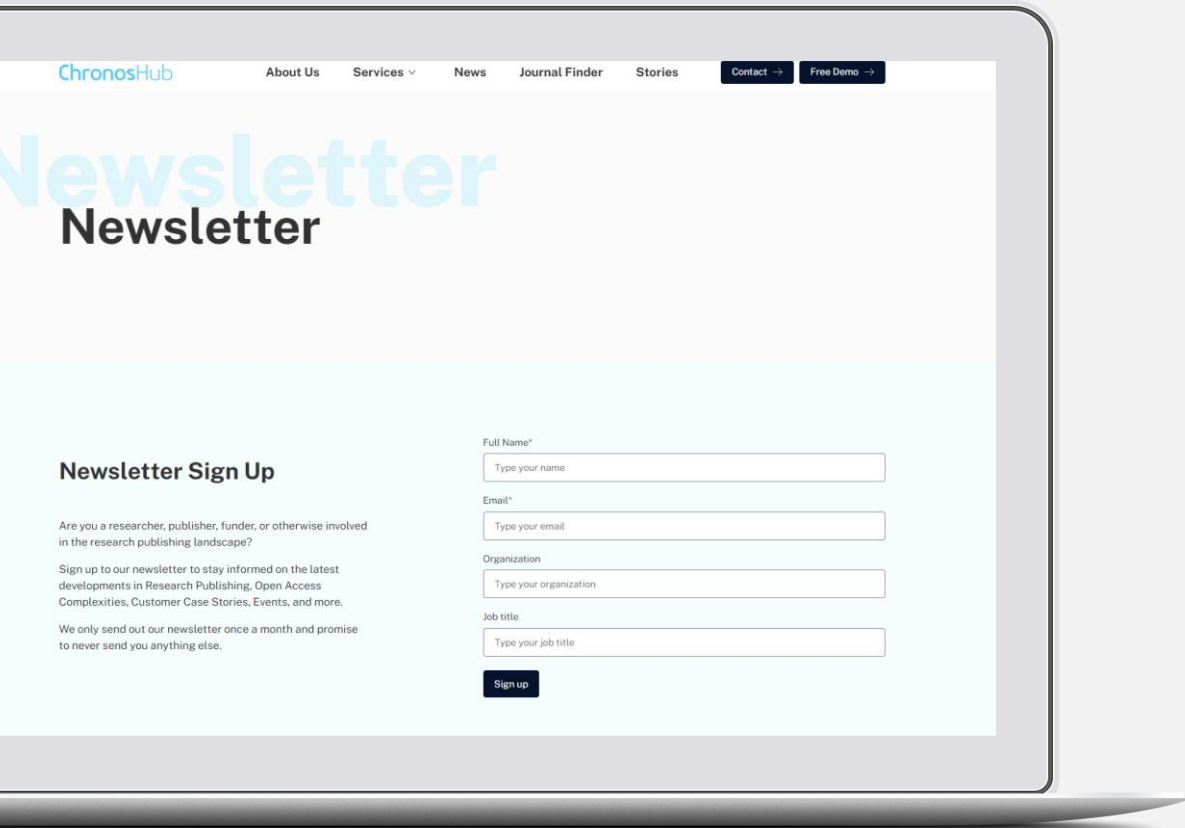 ChronosHub
About Us
Services
News
Journal Finder
Stories
Contact →
Free Demo →
Newsletter
Newsletter
Newsletter Sign Up
Are you a researcher, publisher, funder, or otherwise involved
in the research publishing landscape?
Sign up to our newsletter to stay informed on the latest
developments in Research Publishing, Open Access
Complexities, Customer Case Stories, Events, and more.
We only send out our newsletter once a month and promise
to never send you anything else.
Full Name*
Type your name
Email*
Type your email
Organization
Type your organization
Job title
Type your job title
Sign up